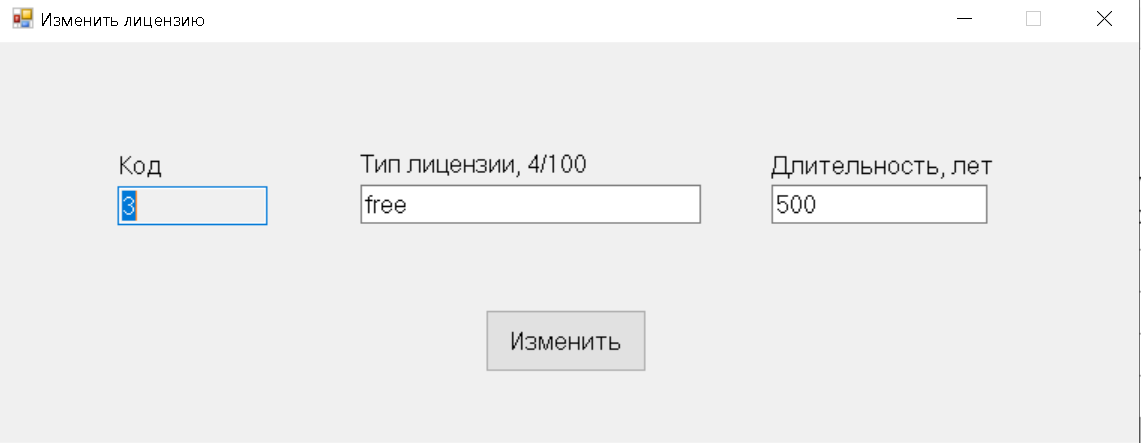 Изменить лицензию
Код
Тип лицензии, 4/100
Длительность, лет
3
free
500
Изменить